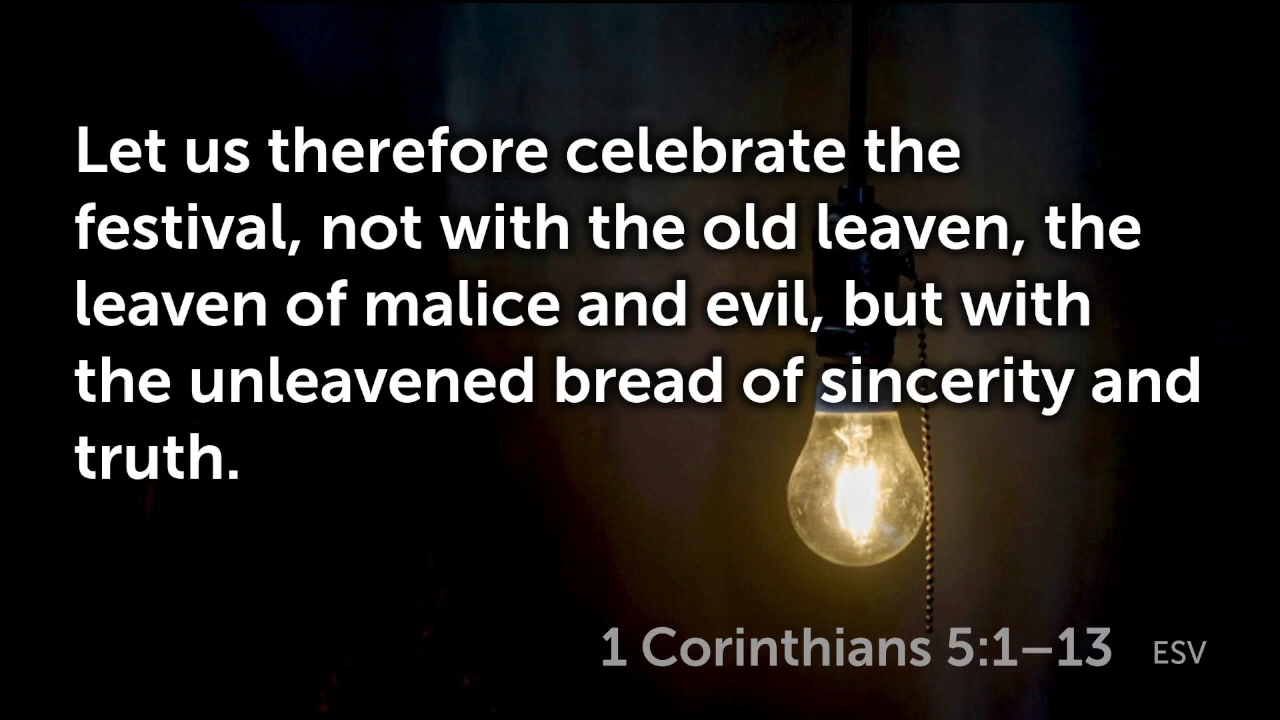 Let us therefore celebrate the
festival, not with the old leaven, the
leaven of malice and evil, but with
the unleavened bread of sincerity and
truth.
1 Corinthians 5:1–13 ESV